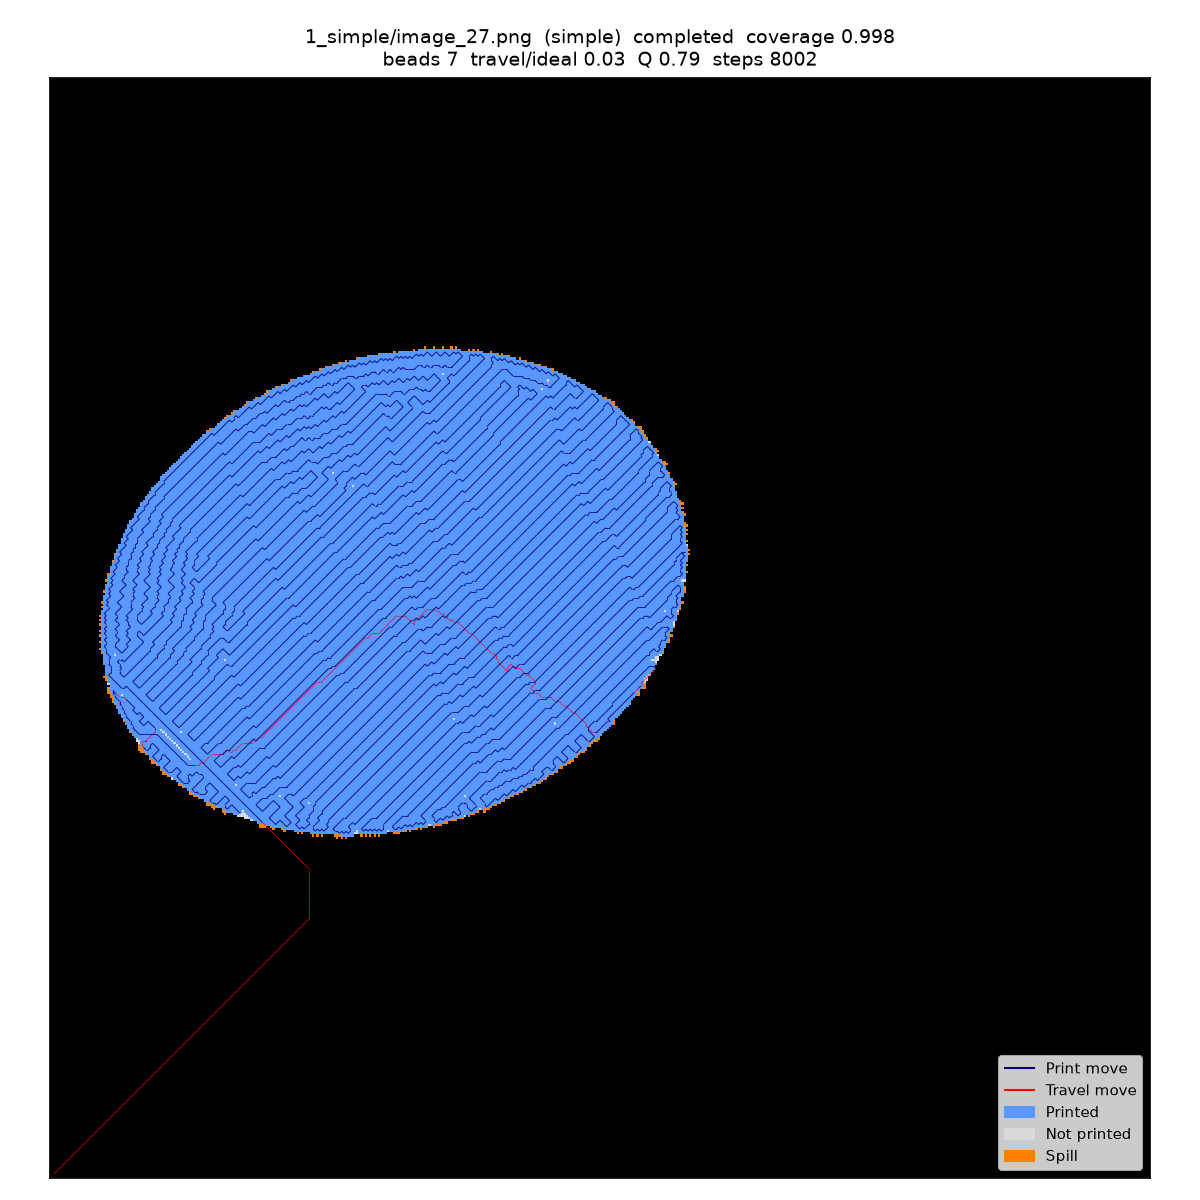 1_simple/image_27.png  (simple)  completed  coverage 0.998
beads 7  travel/ideal 0.03  Q 0.79  steps 8002
Print move
Travel move
Printed
Not printed
Spill